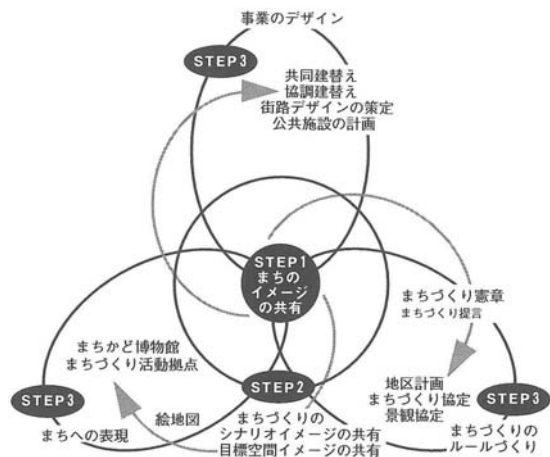 事業のデザイン
STEP3
共同建替え
協調建替え
街路デザインの策定
公共施設の計画
STEP1
まちの
イメージ
の共有
まちづくり憲章
まちづくり提言
まちかど博物館
まちづくり活動拠点
STEP3
まちへの表現
絵地図
STEP2
まちづくりの
シナリオイメージの共有
目標空間イメージの共有
地区計画
まちづくり協定
景観協定
STEP3
まちづくりの
ルールづくり